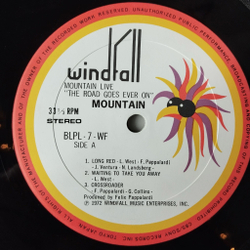 windfall
MOUNTAIN LIVE
"THE ROAD GOES EVER ON"
MOUNTAIN
33 1/3 RPM
STEREO
BLPL·7·WF
SIDE A
1. LONG RED - L. West - F. Pappalardi
- J. Ventura - N. Landsberg -
2. WAITING TO TAKE YOU AWAY
- L. West -
3. CROSSROADER
- F. Pappalardi - G. Collins -
Produced by Felix Pappalardi
Ⓟ 1972 WINDFALL MUSIC ENTERPRISES, INC.